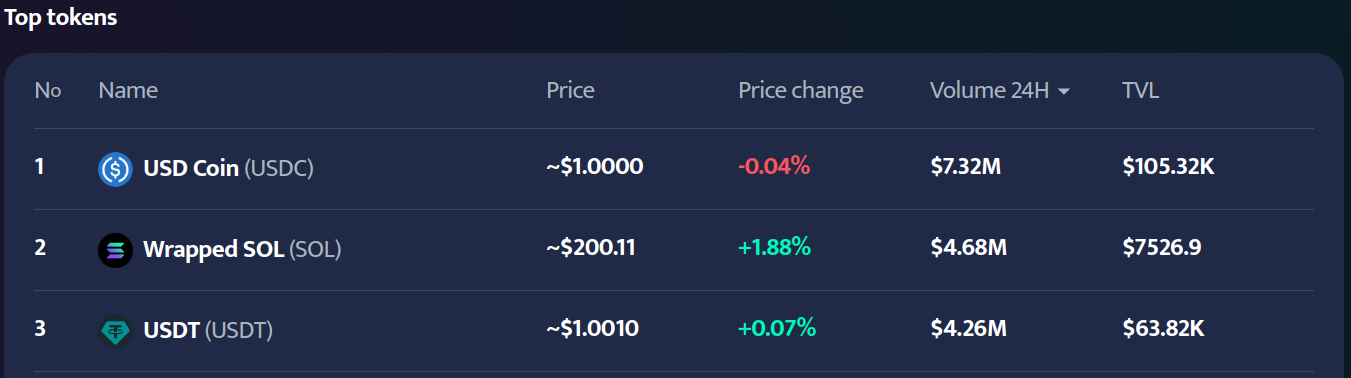 Top tokens
No Name Price Price change Volume 24H TVL
1 USD Coin (USDC) ~$1.0000 -0.04% $7.32M $105.32K
2 Wrapped SOL (SOL) ~$200.11 +1.88% $4.68M $7526.9
3 USDT (USDT) ~$1.0010 +0.07% $4.26M $63.82K